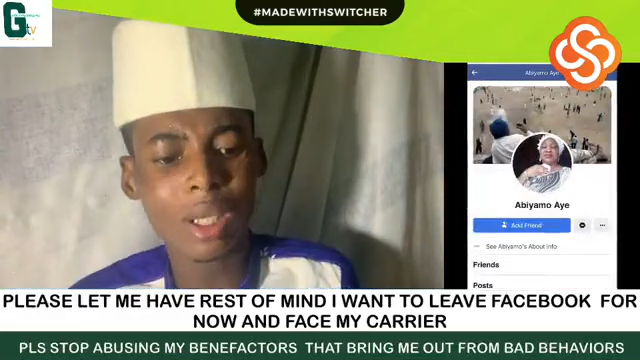 G
tv
#MADEWITHSWITCHER
Abiyamo Aye
Abiyamo Aye
Add Friend
See Abiyamo's About Info
Friends
Posts
PLEASE LET ME HAVE REST OF MIND I WANT TO LEAVE FACEBOOK FOR
NOW AND FACE MY CARRIER
PLS STOP ABUSING MY BENEFACTORS THAT BRING ME OUT FROM BAD BEHAVIORS